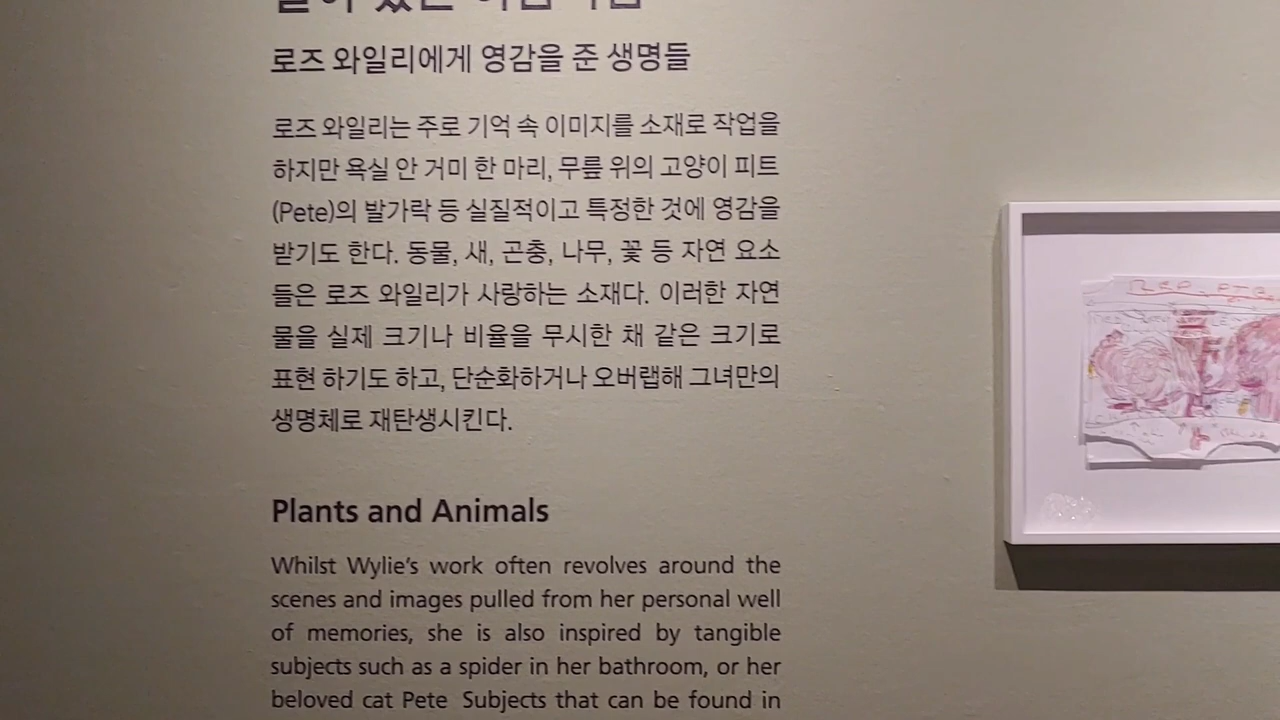 로즈 와일리에게 영감을 준 생명들
로즈 와일리는 주로 기억 속 이미지를 소재로 작업을
하지만 욕실 안 거미 한 마리, 무릎 위의 고양이 피트
(Pete)의 발가락 등 실질적이고 특정한 것에 영감을
받기도 한다. 동물, 새, 곤충, 나무, 꽃 등 자연 요소
들은 로즈 와일리가 사랑하는 소재다. 이러한 자연
물을 실제 크기나 비율을 무시한 채 같은 크기로
표현 하기도 하고, 단순화하거나 오버랩해 그녀만의
생명체로 재탄생시킨다.
Plants and Animals
Whilst Wylie's work often revolves around the
scenes and images pulled from her personal well
of memories, she is also inspired by tangible
subjects such as a spider in her bathroom, or her
beloved cat Pete Subjects that can be found in